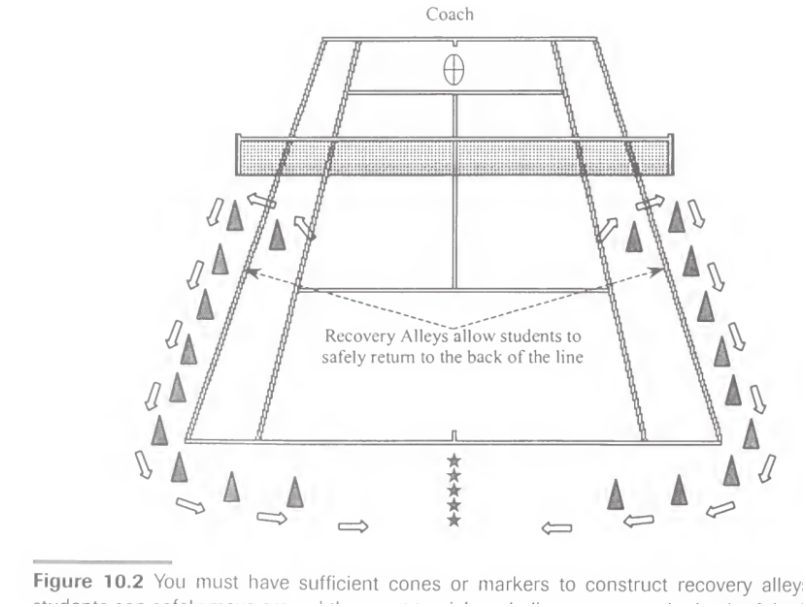 Coach
Recovery Alleys allow students to
safely return to the back of the line
Figure 10.2 You must have sufficient cones or markers to construct recovery alleys